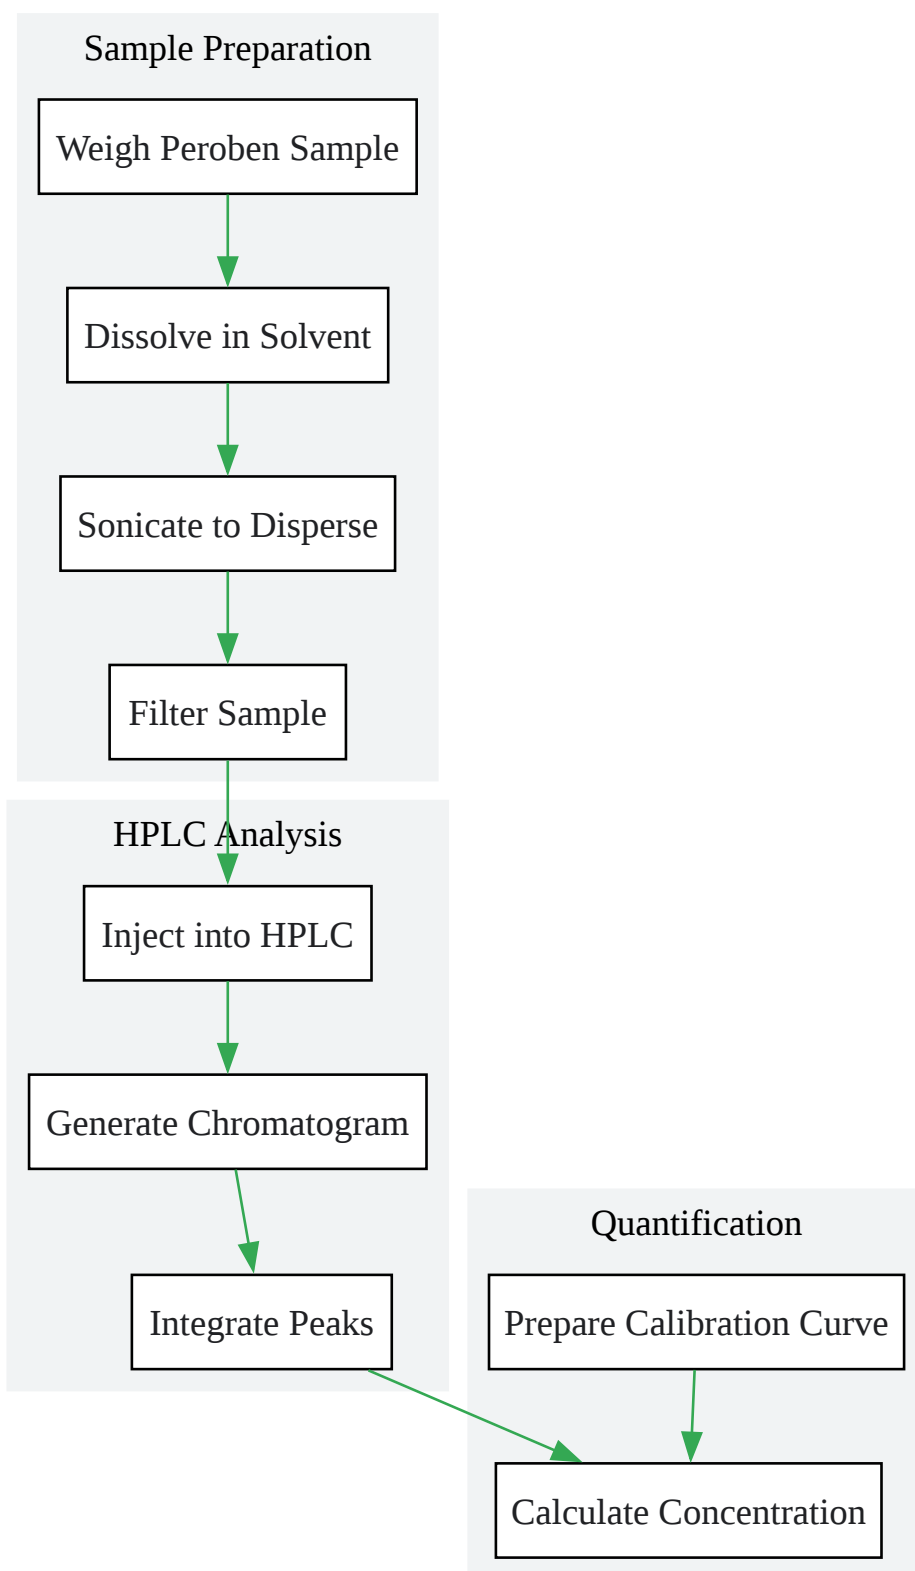 Sample Preparation
Weigh Peroben Sample
Dissolve in Solvent
Sonicate to Disperse
Filter Sample
HPLC Analysis
Inject into HPLC
Generate Chromatogram
Integrate Peaks
Quantification
Prepare Calibration Curve
Calculate Concentration